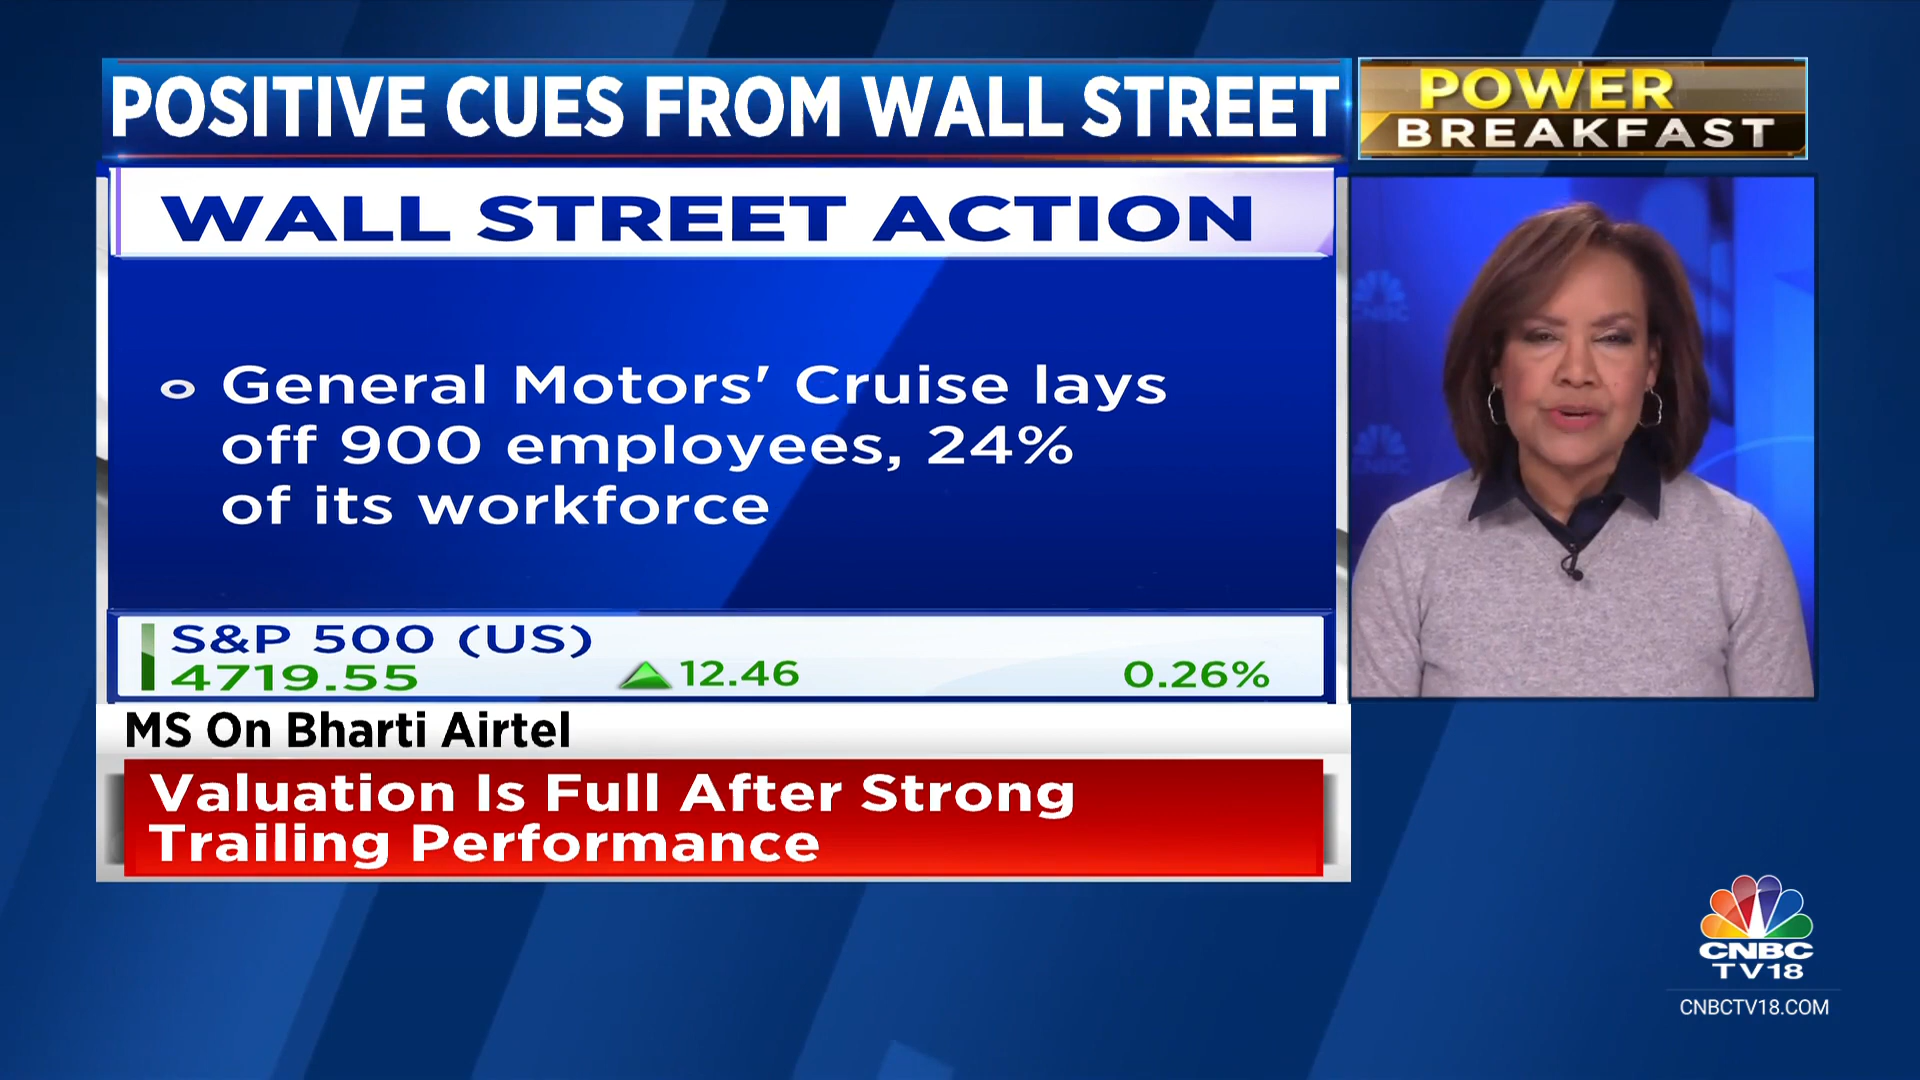 POSITIVE CUES FROM WALL STREET
POWER
BREAKFAST
WALL STREET ACTION
General Motors' Cruise lays
off 900 employees, 24%
of its workforce
S&P 500 (US)
4719.55 12.46 0.26%
MS On Bharti Airtel
Valuation Is Full After Strong
Trailing Performance
CNBC
CNBC
CNBC
TV18
CNBCTV18.COM